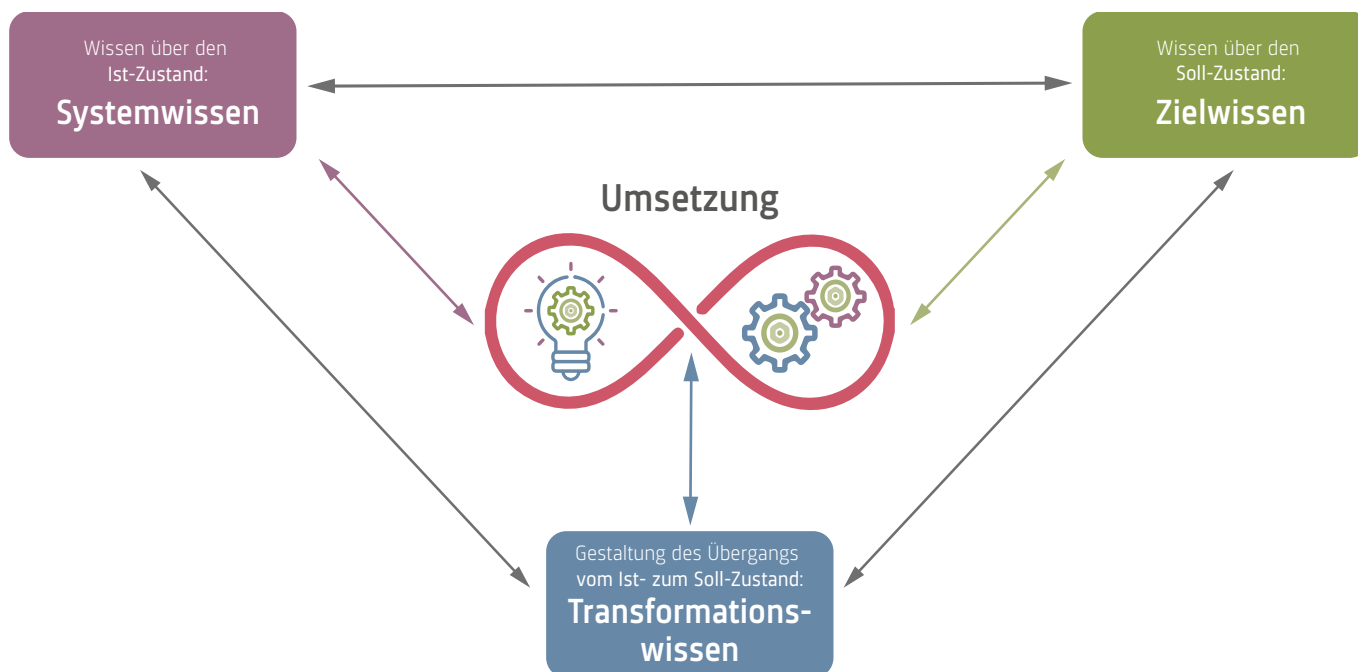 Wissen über den
Ist-Zustand:
Systemwissen
Wissen über den
Soll-Zustand:
Zielwissen
Umsetzung
Gestaltung des Übergangs
vom Ist- zum Soll-Zustand:
Transformations-
wissen